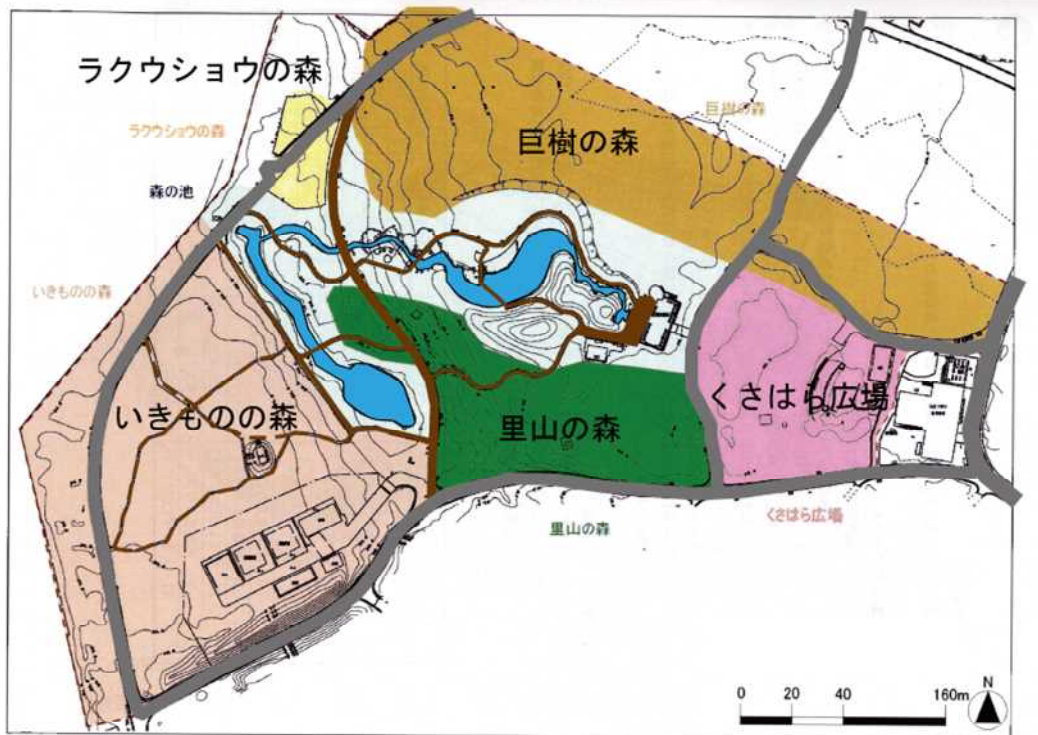 ラクウショウの森
巨樹の森
巨樹の森
ラクウショウの森
森の池
いきものの森
いきものの森
里山の森
くさはら広場
里山の森
くさはら広場
0 20 40 160m
N